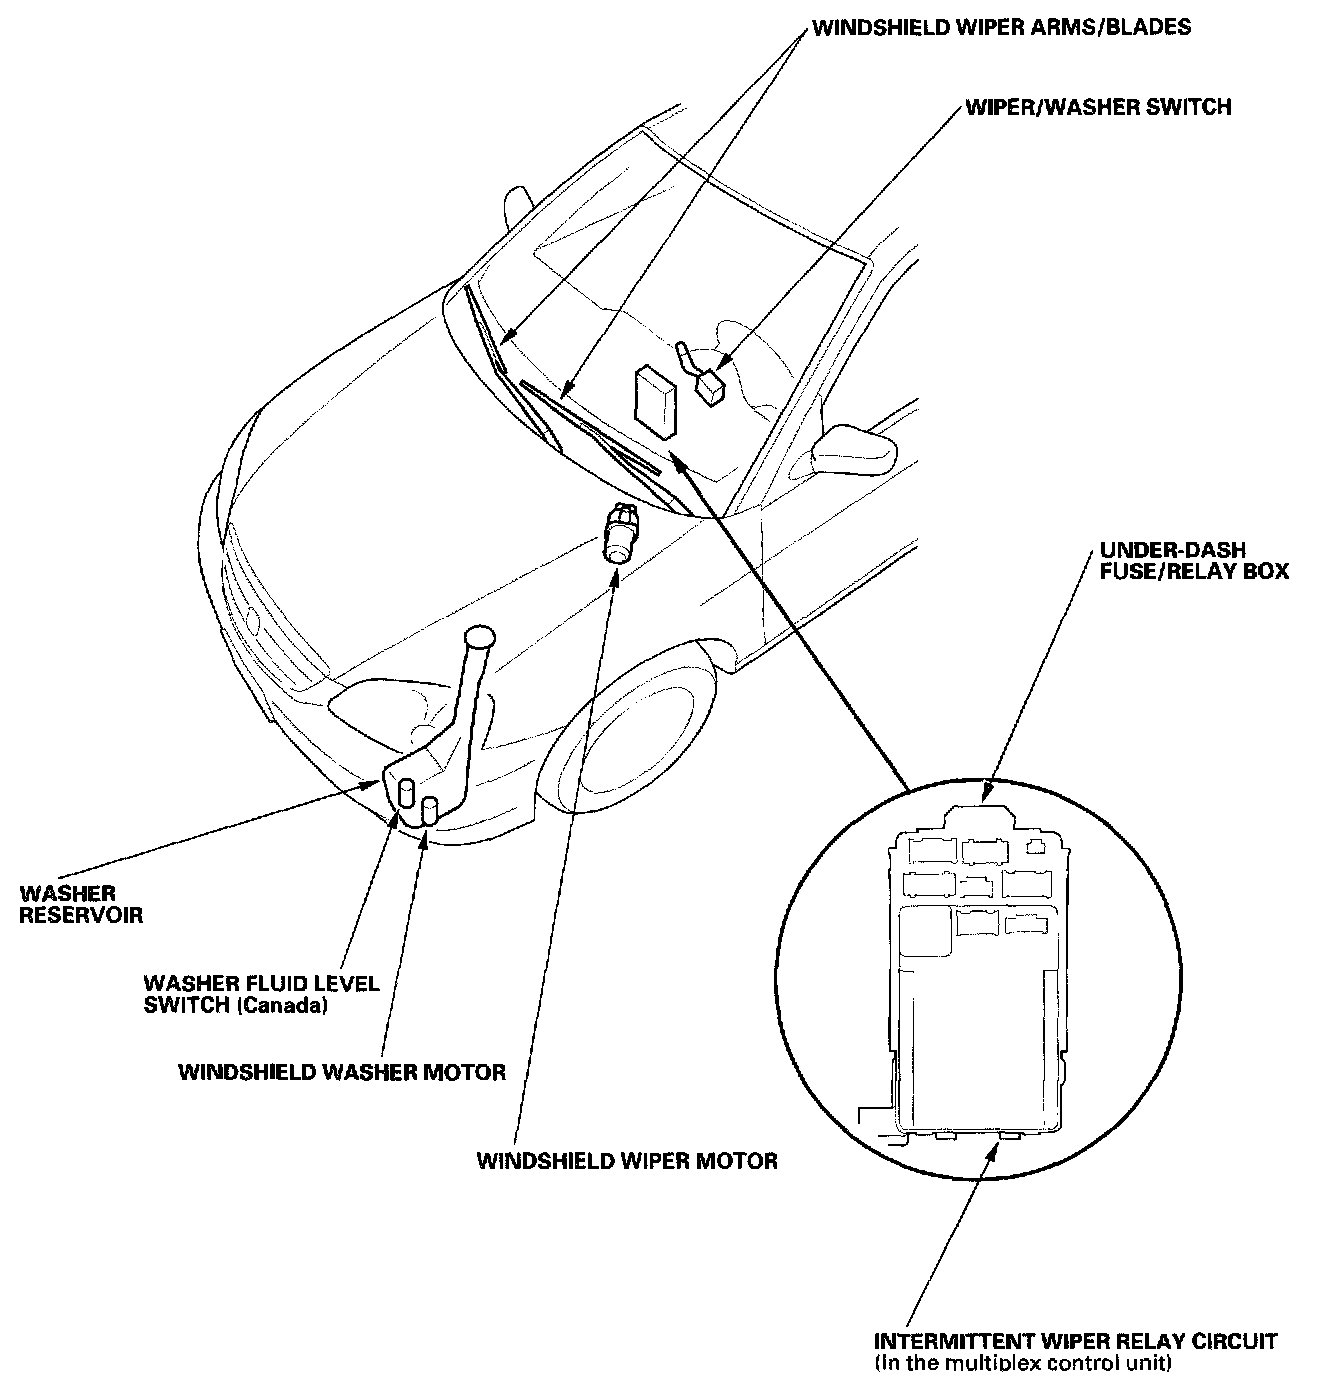 WINDSHIELD WIPER ARMS/BLADES
WIPER/WASHER SWITCH
UNDER-DASH
FUSE/RELAY BOX
WASHER
RESERVOIR
WASHER FLUID LEVEL
SWITCH (Canada)
WINDSHIELD WASHER MOTOR
WINDSHIELD WIPER MOTOR
INTERMITTENT WIPER RELAY CIRCUIT
(In the multiplex control unit)